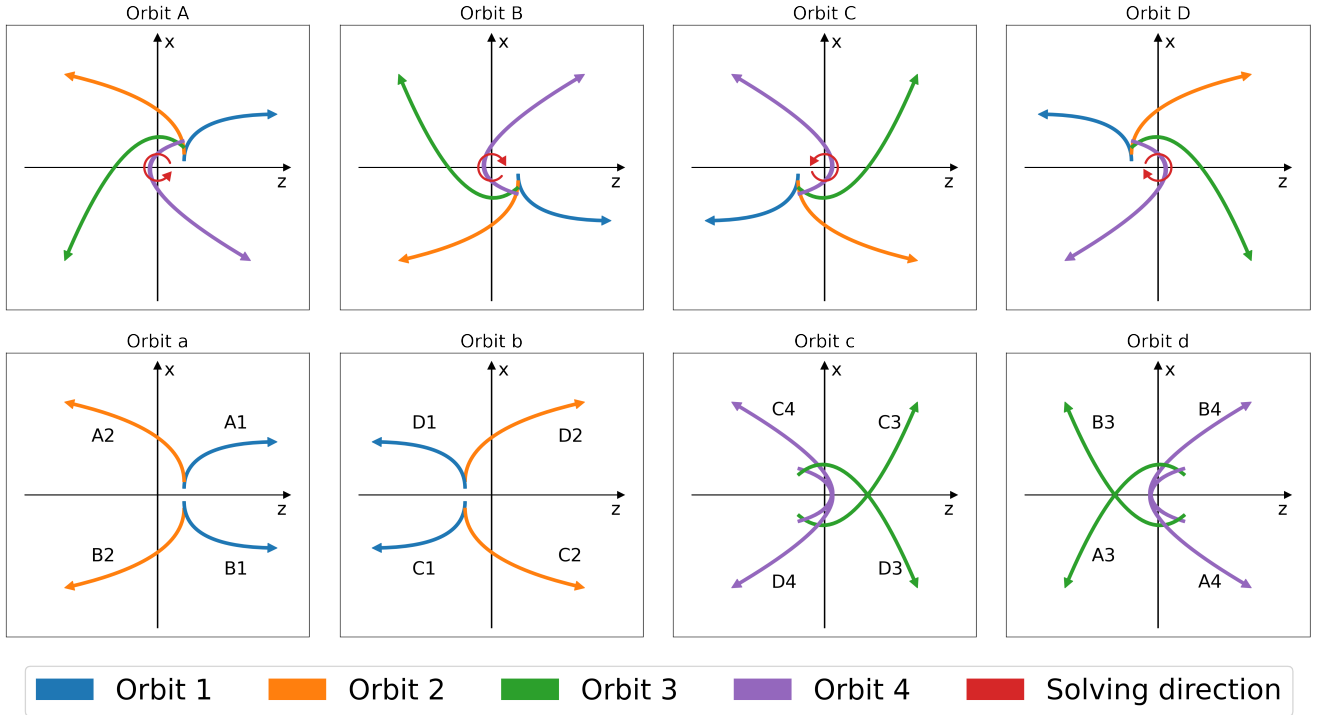 Orbit A
Orbit B
Orbit C
Orbit D
x
x
x
x
z
z
z
z
Orbit a
Orbit b
Orbit c
Orbit d
x
x
x
x
A2
A1
D1
D2
C4
C3
B3
B4
z
z
z
z
B2
B1
C1
C2
D4
D3
A3
A4
Orbit 1
Orbit 2
Orbit 3
Orbit 4
Solving direction